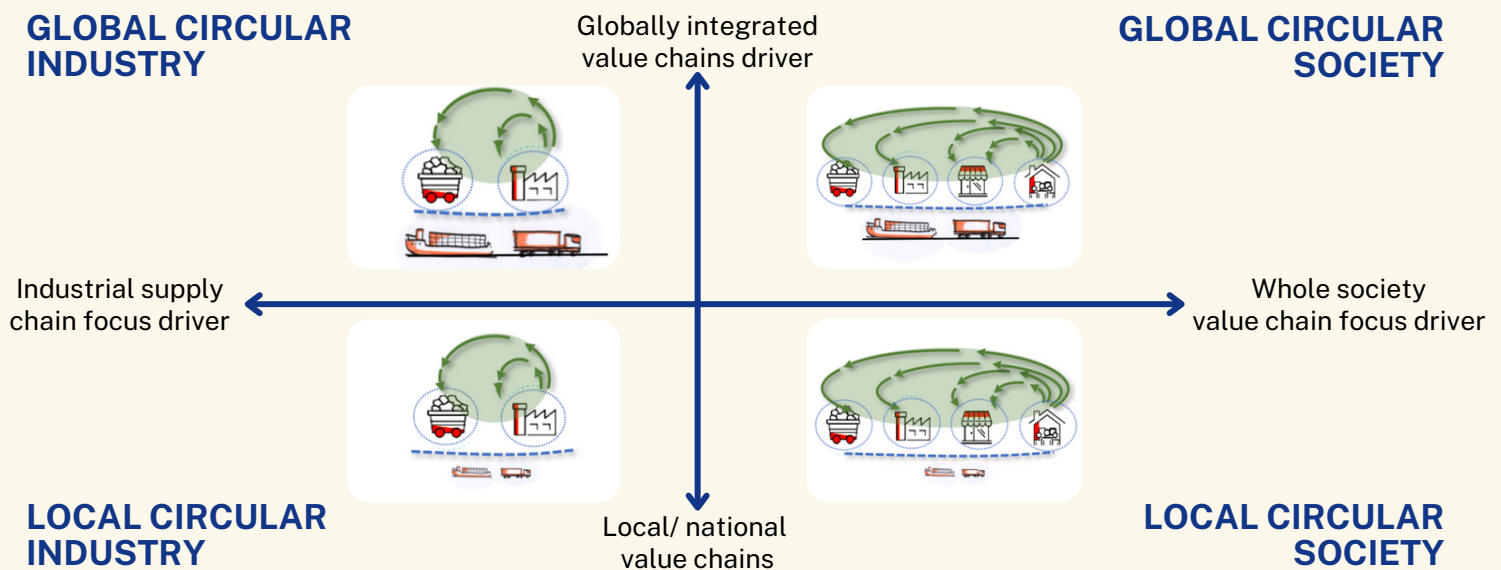 GLOBAL CIRCULAR
INDUSTRY
Globally integrated
value chains driver
GLOBAL CIRCULAR
SOCIETY
Industrial supply
chain focus driver
Whole society
value chain focus driver
LOCAL CIRCULAR
INDUSTRY
Local/ national
value chains
LOCAL CIRCULAR
SOCIETY